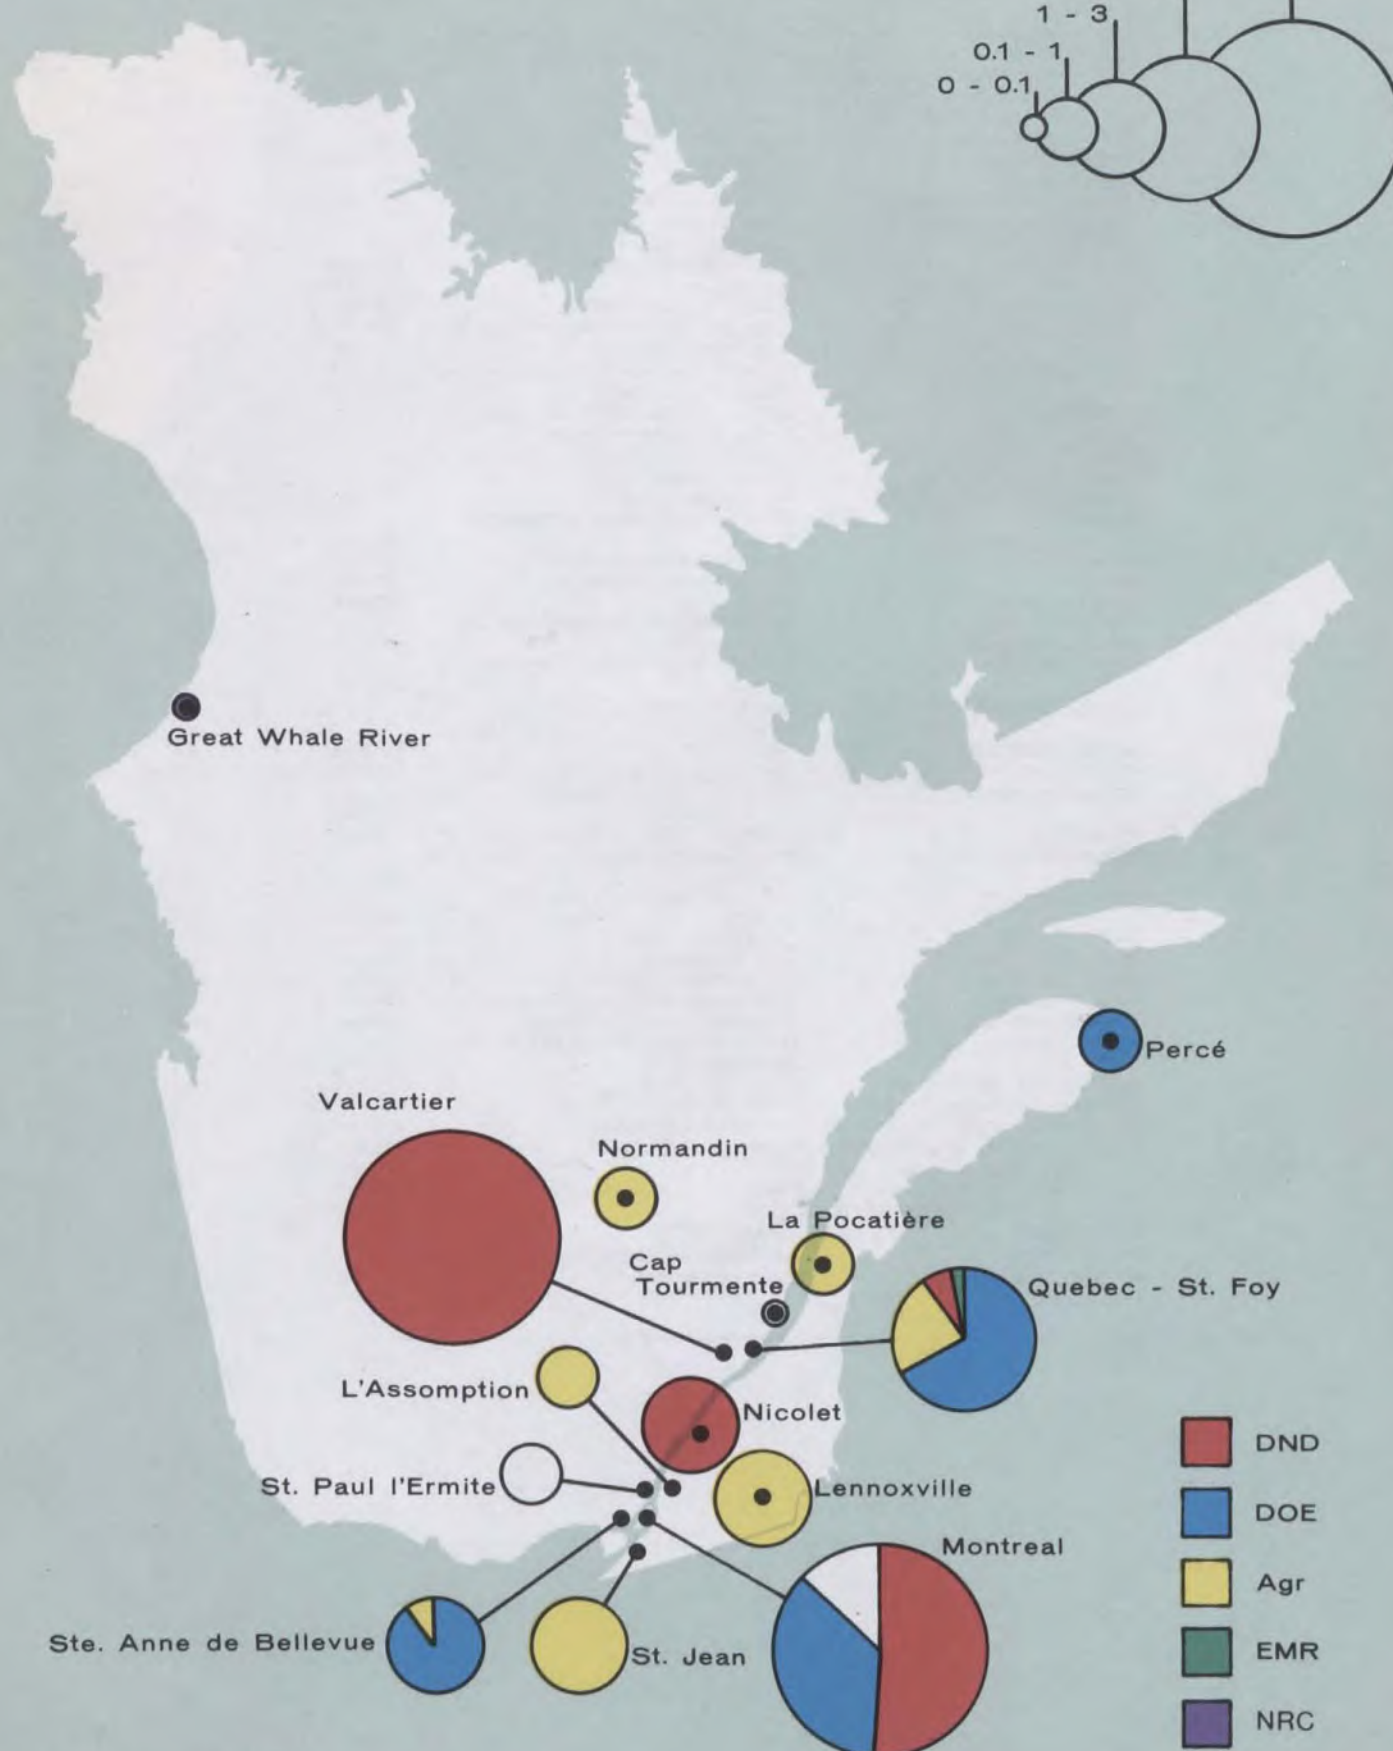 1 - 3
0.1 - 1
0 - 0.1
Great Whale River
Percé
Valcartier
Normandin
La Pocatière
Cap
Tourmente
Quebec - St. Foy
L'Assomption
Nicolet
St. Paul l'Ermite
Lennoxville
Montreal
Ste. Anne de Bellevue
St. Jean
DND
DOE
Agr
EMR
NRC